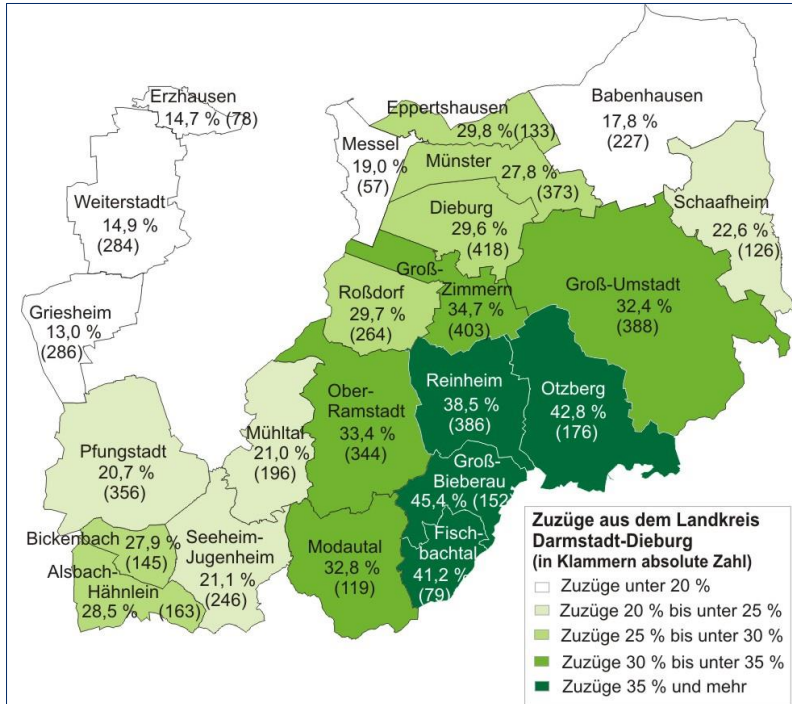 Erzhausen
14,7 % (78)
Eppertshausen
29,8 % (133)
Babenhausen
17,8 %
(227)
Messel
19,0 %
(57)
Münster
27,8 %
(373)
Weiterstadt
14,9 %
(284)
Dieburg
29,6 %
(418)
Schaafheim
22,6 %
(126)
Groß-
Zimmern
34,7 %
(403)
Groß-Umstadt
32,4 %
(388)
Griesheim
13,0 %
(286)
Roßdorf
29,7 %
(264)
Reinheim
38,5 %
(386)
Otzberg
42,8 %
(176)
Ober-
Ramstadt
33,4 %
(344)
Mühltal
21,0 %
(196)
Pfungstadt
20,7 %
(356)
Groß-
Bieberau
45,4 % (152)
Fisch-
bachtal
41,2 %
(79)
Bickenbach
27,9 %
(145)
Seeheim-
Jugenheim
21,1 %
(246)
Modautal
32,8 %
(119)
Alsbach-
Hähnlein
28,5 % (163)
Zuzüge aus dem Landkreis
Darmstadt-Dieburg
(in Klammern absolute Zahl)
Zuzüge unter 20 %
Zuzüge 20 % bis unter 25 %
Zuzüge 25 % bis unter 30 %
Zuzüge 30 % bis unter 35 %
Zuzüge 35 % und mehr